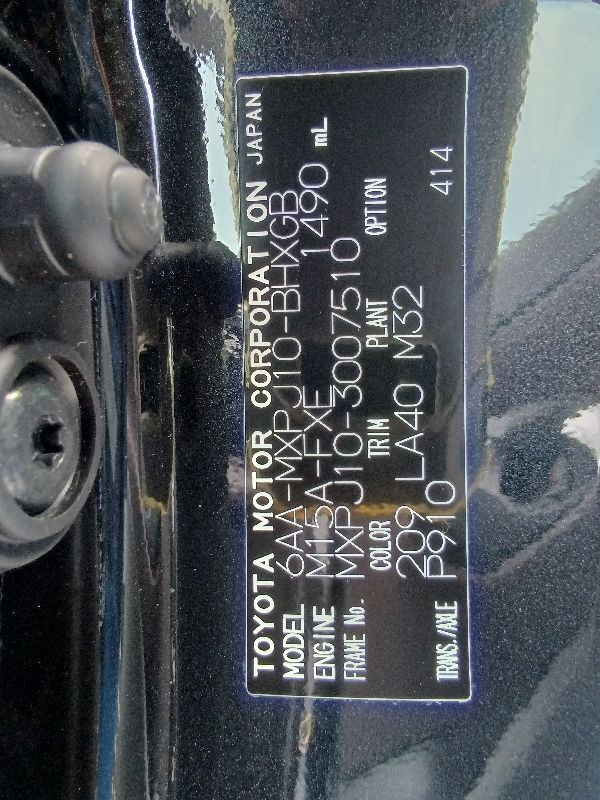 TOYOTA MOTOR CORPORATION JAPAN
MODEL 6AA-MXPJ10-BHXGB
ENGINE M15A-FXE 1490 mL
FRAME No. MXPJ10-3007510
COLOR TRIM PLANT OPTION
209 LA40 M32
TRANS./AXLE P910 414